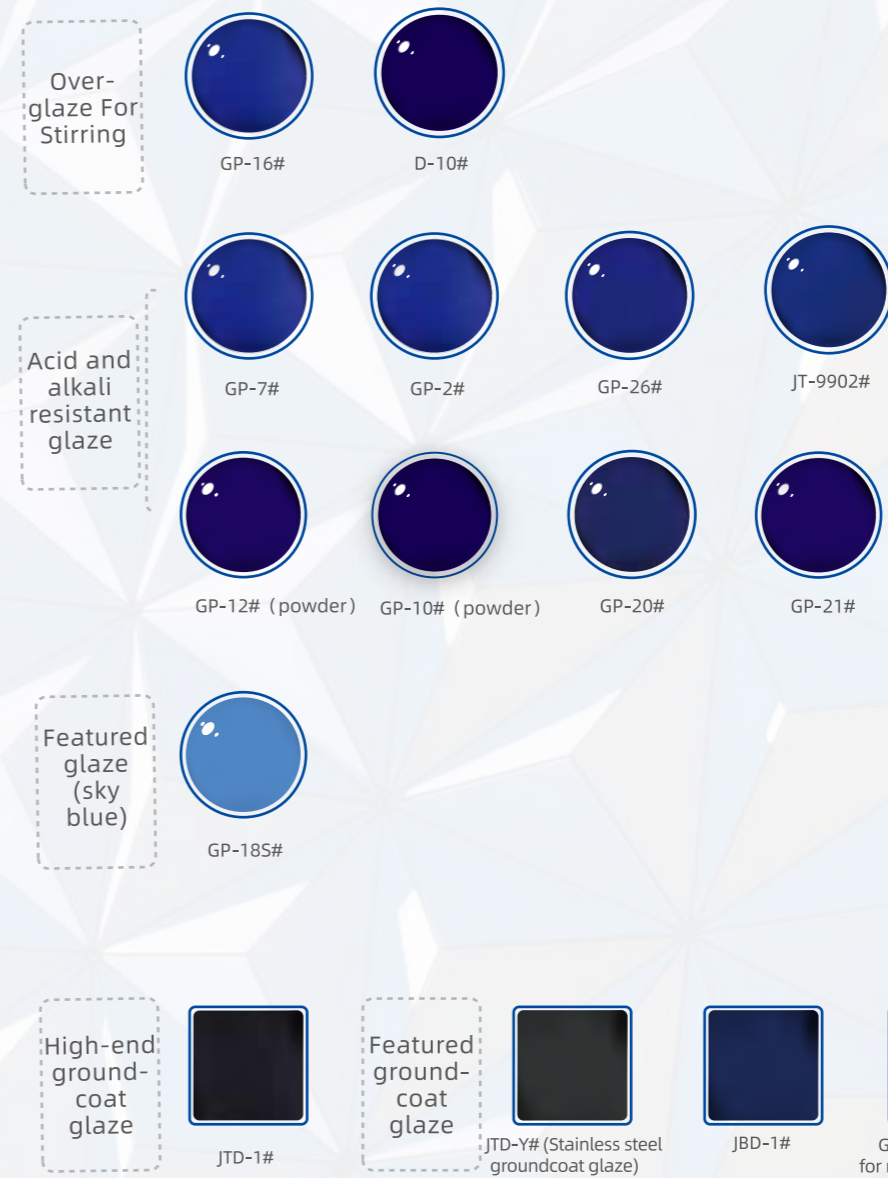 Over-
glaze For
Stirring
GP-16#
D-10#
Acid and
alkali
resistant
glaze
GP-7#
GP-2#
GP-26#
JT-9902#
GP-12# (powder)
GP-10# (powder)
GP-20#
GP-21#
Featured
glaze
(sky
blue)
GP-18S#
High-end
ground-
coat
glaze
JTD-1#
Featured
ground-
coat
glaze
JTD-Y# (Stainless steel
groundcoat glaze)
JBD-1#
for